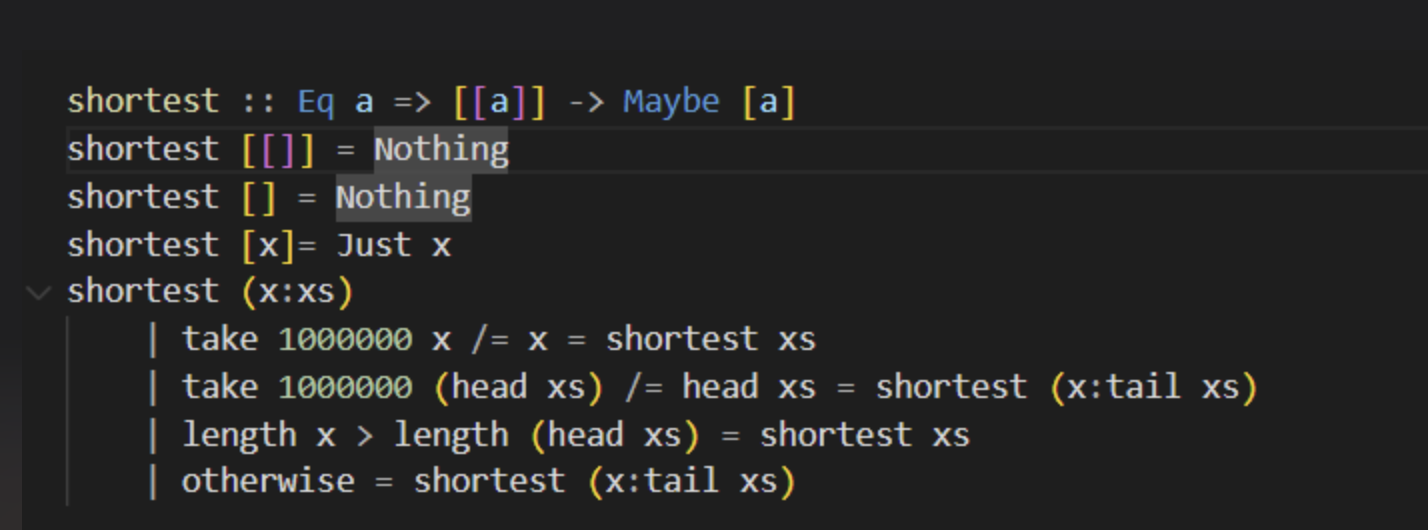 shortest :: Eq a => [[a]] -> Maybe [a]
shortest [[]] = Nothing
shortest [] = Nothing
shortest [x]= Just x
shortest (x:xs)
    | take 1000000 x /= x = shortest xs
    | take 1000000 (head xs) /= head xs = shortest (x:tail xs)
    | length x > length (head xs) = shortest xs
    | otherwise = shortest (x:tail xs)